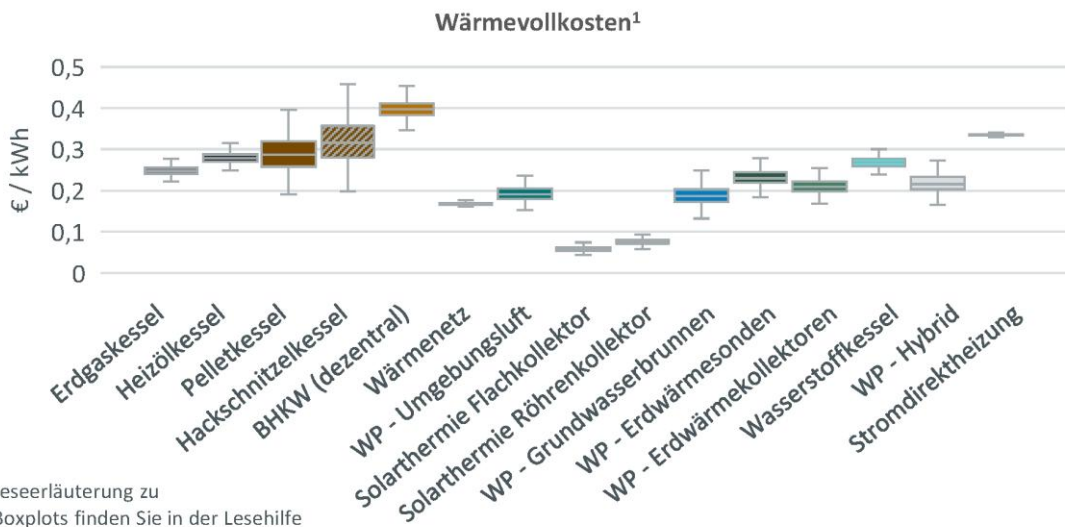 Wärmevollkosten¹
€ / kWh
0,5
0,4
0,3
0,2
0,1
0
Erdgaskessel
Heizölkessel
Pelletkessel
Hackschnitzelkessel
BHKW (dezentral)
Wärmenetz
WP - Umgebungsluft
Solarthermie Flachkollektor
Solarthermie Röhrenkollektor
WP - Grundwasserbrunnen
WP - Erdwärmesonden
WP - Erdwärmekollektoren
Wasserstoffkessel
WP - Hybrid
Stromdirektheizung
eseerläuterung zu
Boxplots finden Sie in der Lesehilfe